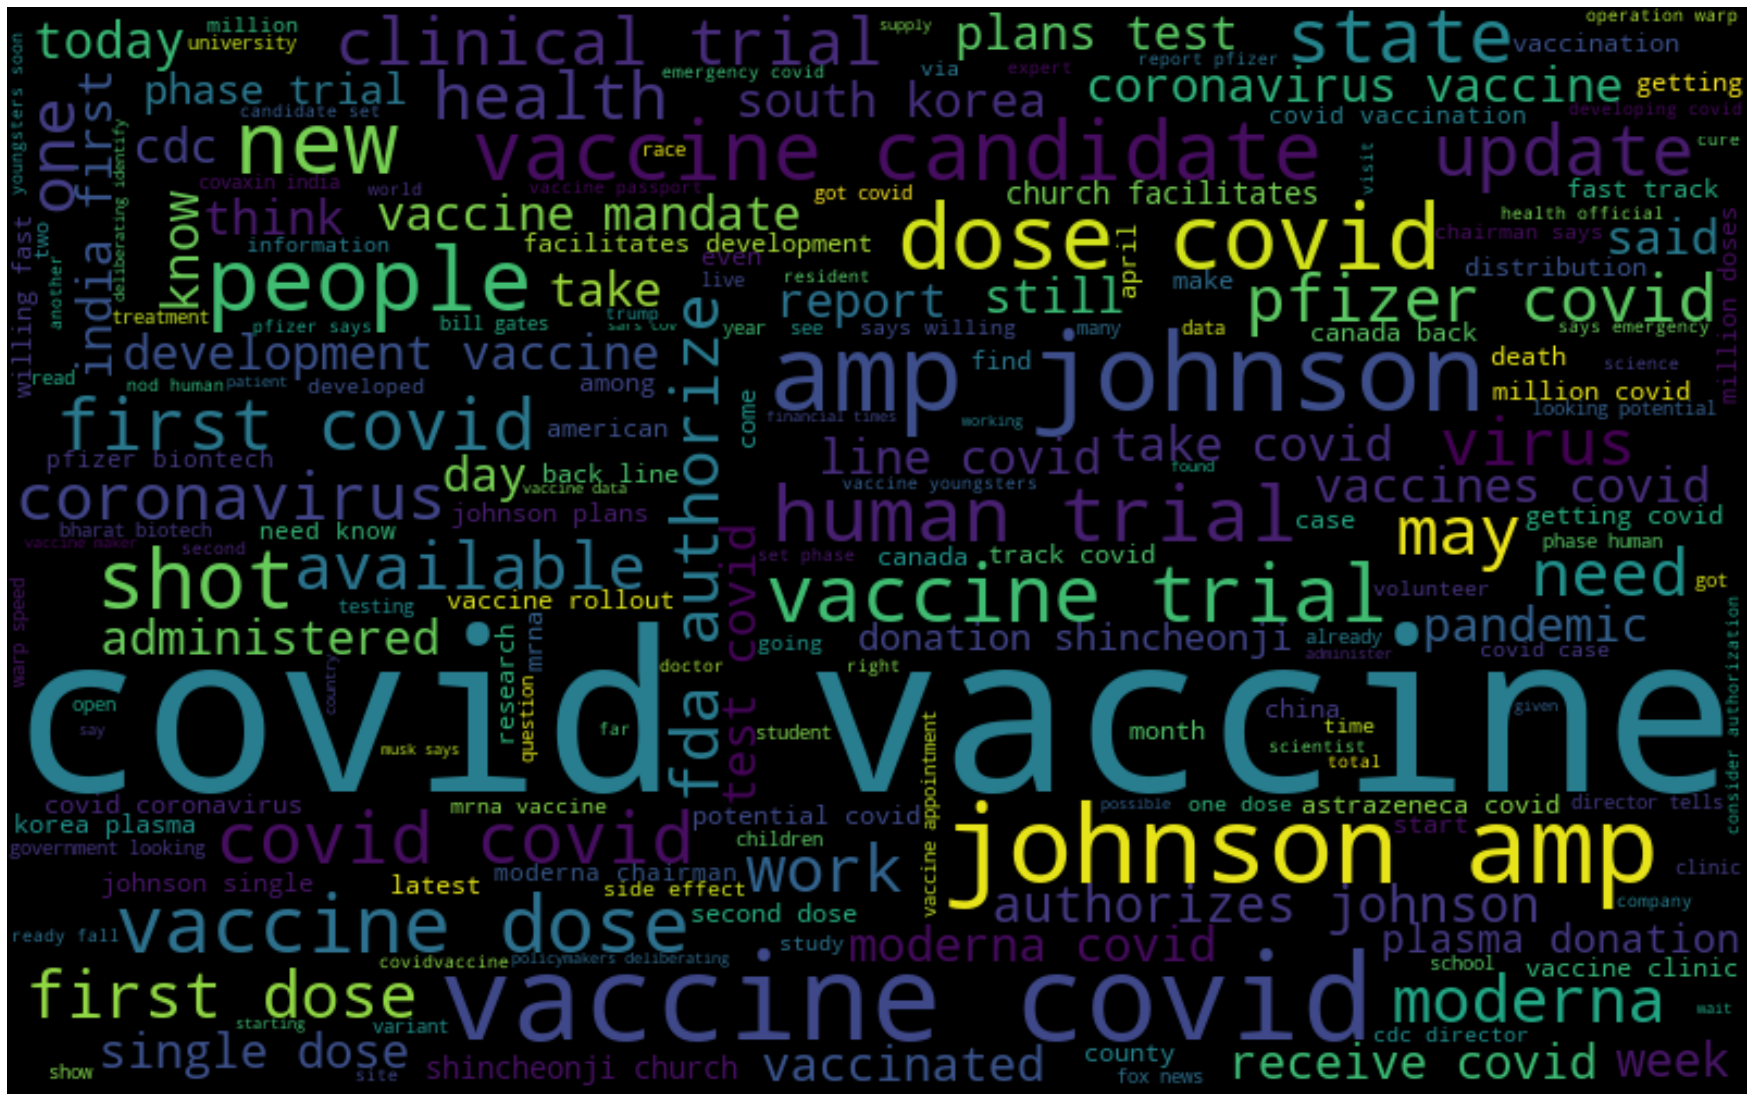 today
million
university
clinical trial
supply
plans test
state
operation warp
vaccination
youngsters soon
one
india first
phase trial
candidate set
health
emergency covid
via
expert
south korea
report pfizer
coronavirus vaccine
getting
developing covid
covid vaccination
cdc
new
vaccine candidate
race
update
cure
deliberating identify
covaxin india
world
vaccine passport
got covid
church facilitates
visit
fast track
think
vaccine mandate
know
information
facilitates development
even
dose covid
april
health official
chairman says
said
million doses
willing fast
two
another
people
take
live
resident
report
still
make
distribution
pfizer covid
treatment
pfizer says
bill gates
trump
sars cov
year
see
says willing
many
data
canada back
says emergency
fda authorize
development vaccine
amp johnson
find
death
science
read
nod human
patient
developed
among
million covid
looking potential
first covid
american
come
financial times
working
line covid
take covid
virus
pfizer biontech
day
back line
found
coronavirus
vaccine data
vaccine youngsters
vaccines covid
johnson plans
human trial
case
may
getting covid
bharat biotech
need know
vaccine maker
second
test covid
set phase
canada
track covid
phase human
shot
available
vaccine trial
volunteer
need
got
warp speed
testing
vaccine rollout
administered
research
mrna
going
donation shincheonji
already
administer
pandemic
covid case
consider authorization
covid vaccine
country
question
doctor
right
open
say
musk says
far
student
vaccine appointment
month
china
time
scientist
total
given
covid coronavirus
mrna vaccine
potential covid
possible
one dose
astrazeneca covid
director tells
korea plasma
government looking
covid covid
children
johnson amp
start
johnson single
latest
moderna chairman
side effect
work
clinic
vaccine dose
second dose
authorizes johnson
company
ready fall
study
moderna covid
plasma donation
covidvaccine
policymakers deliberating
school
vaccine clinic
first dose
vaccine covid
moderna
wait
starting
variant
cdc director
single dose
show
site
shincheonji church
vaccinated
county
fox news
receive covid
week